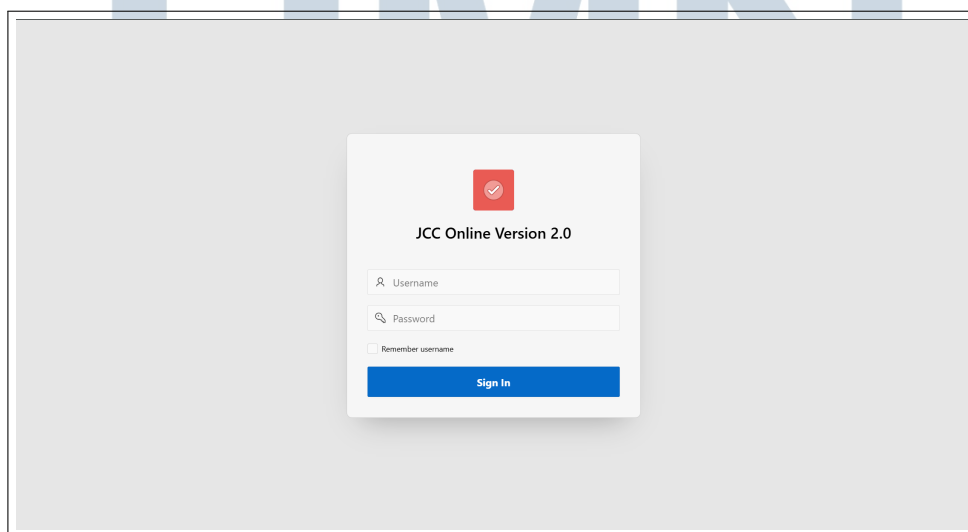 JCC Online Version 2.0
Username
Password
Remember username
Sign In